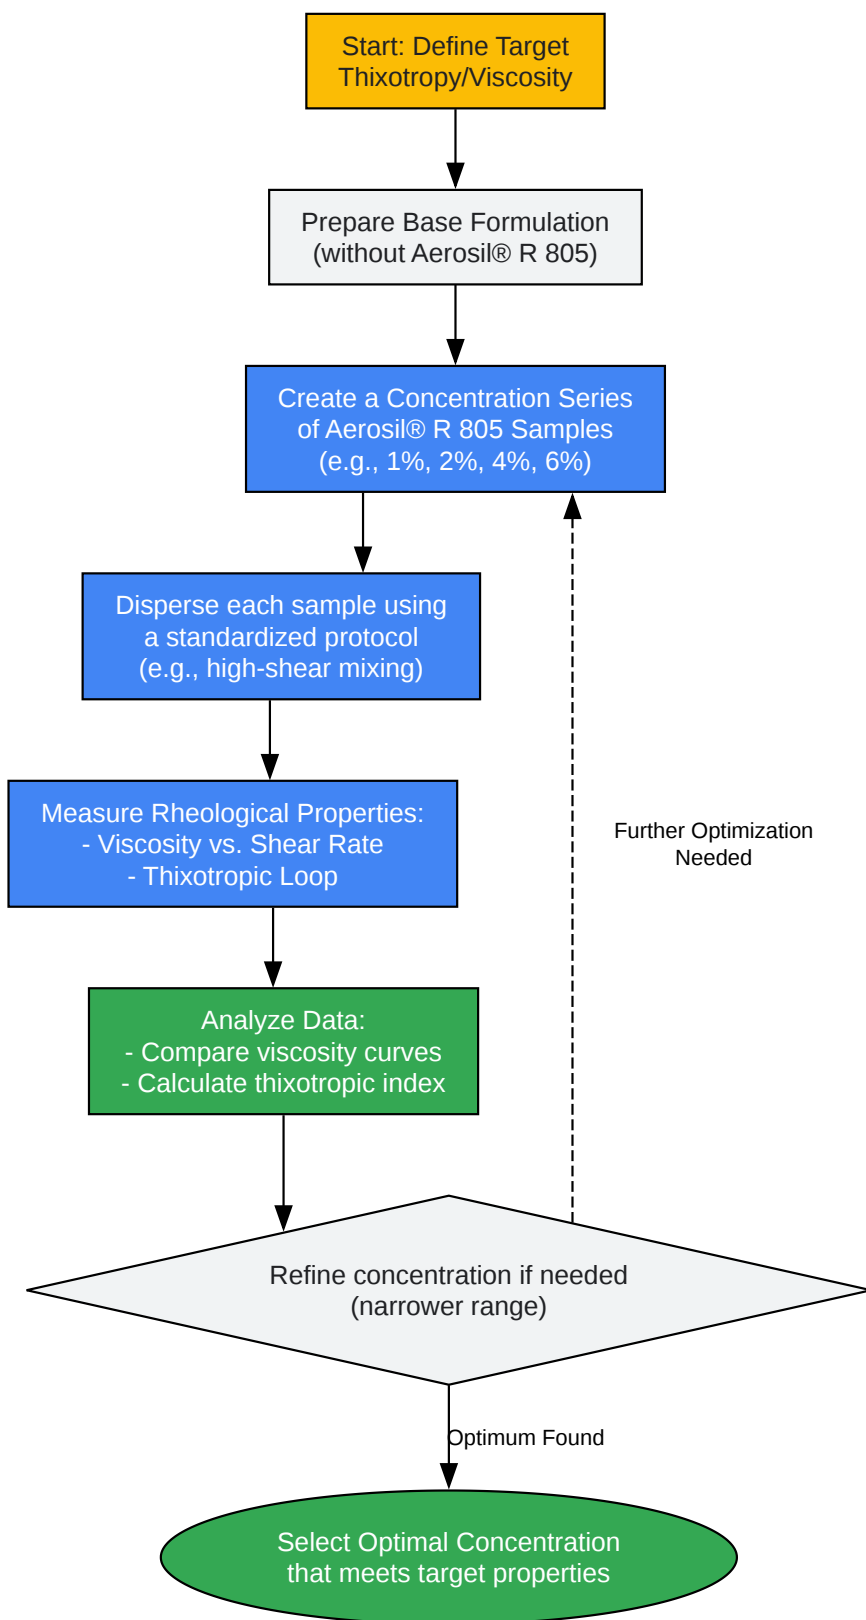 Start: Define Target
Thixotropy/Viscosity
Prepare Base Formulation
(without Aerosil® R 805)
Create a Concentration Series
of Aerosil® R 805 Samples
(e.g., 1%, 2%, 4%, 6%)
Disperse each sample using
a standardized protocol
(e.g., high-shear mixing)
Measure Rheological Properties:
- Viscosity vs. Shear Rate
- Thixotropic Loop
Further Optimization
Needed
Analyze Data:
- Compare viscosity curves
- Calculate thixotropic index
Refine concentration if needed
(narrower range)
Optimum Found
Select Optimal Concentration
that meets target properties